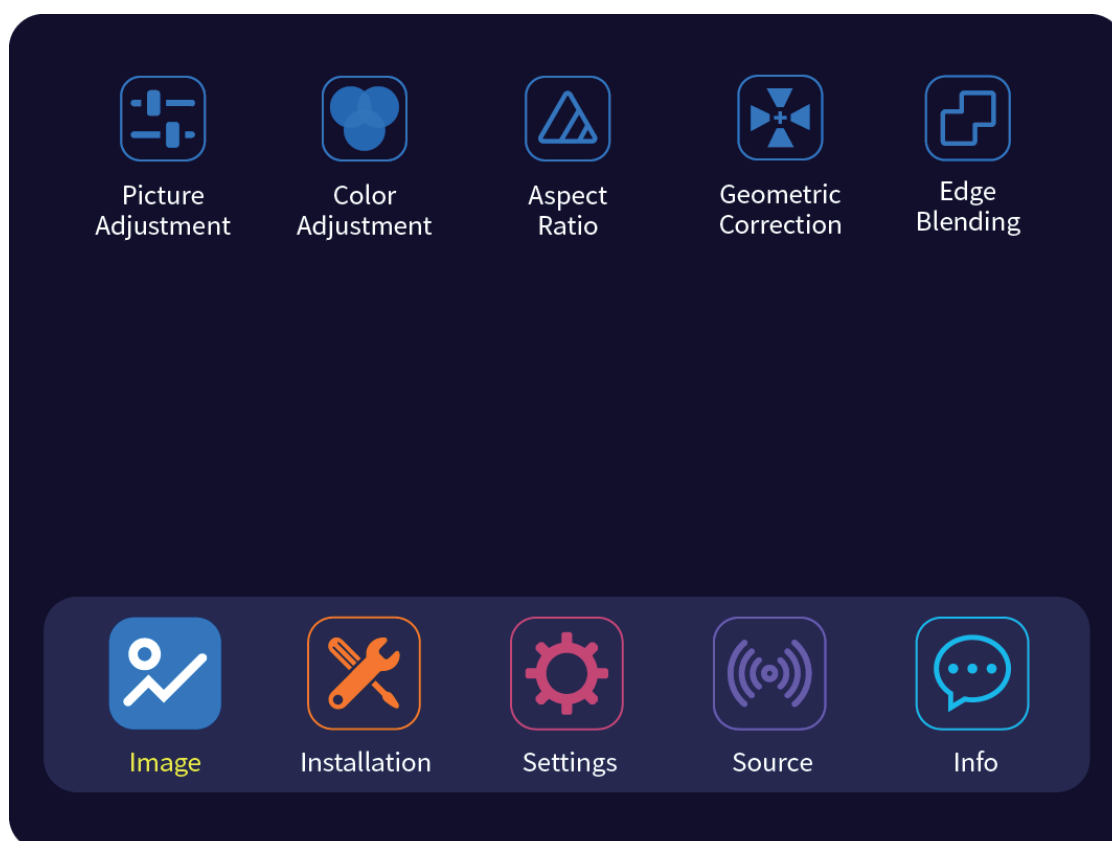 Picture
Adjustment
Color
Adjustment
Aspect
Ratio
Geometric
Correction
Edge
Blending
Image
Installation
Settings
Source
Info